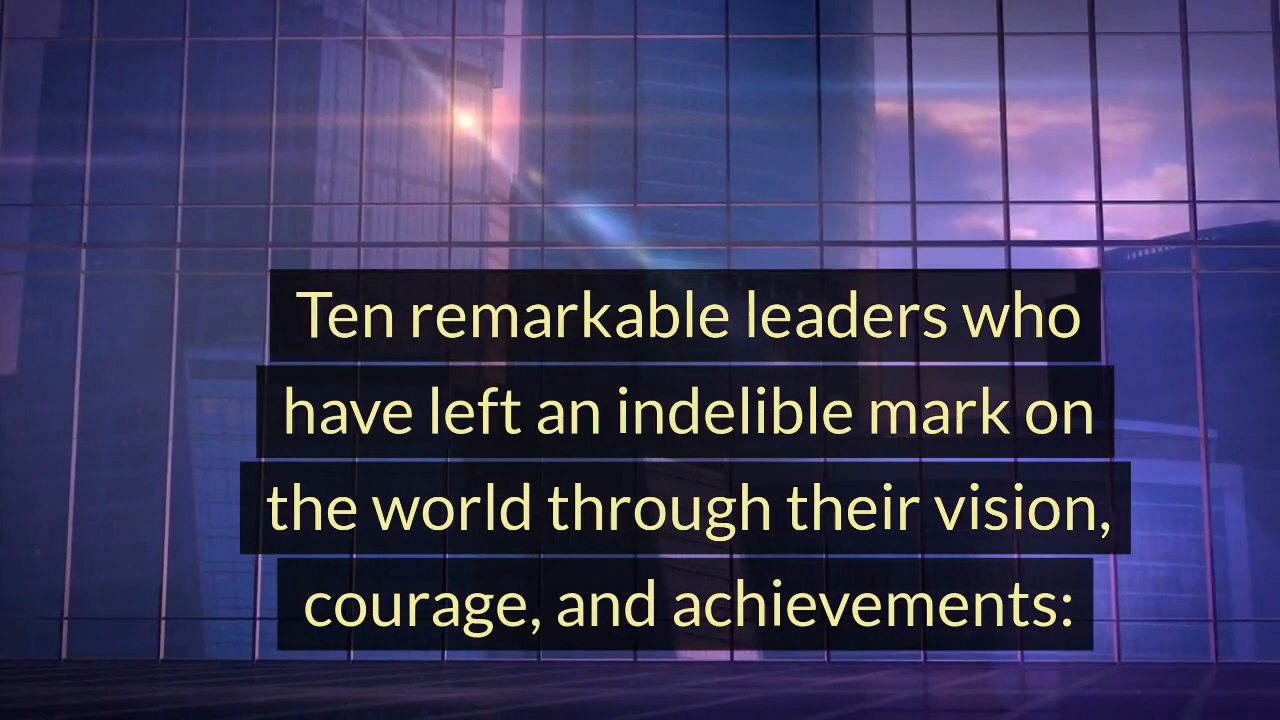 Ten remarkable leaders who
have left an indelible mark on
the world through their vision,
courage, and achievements: